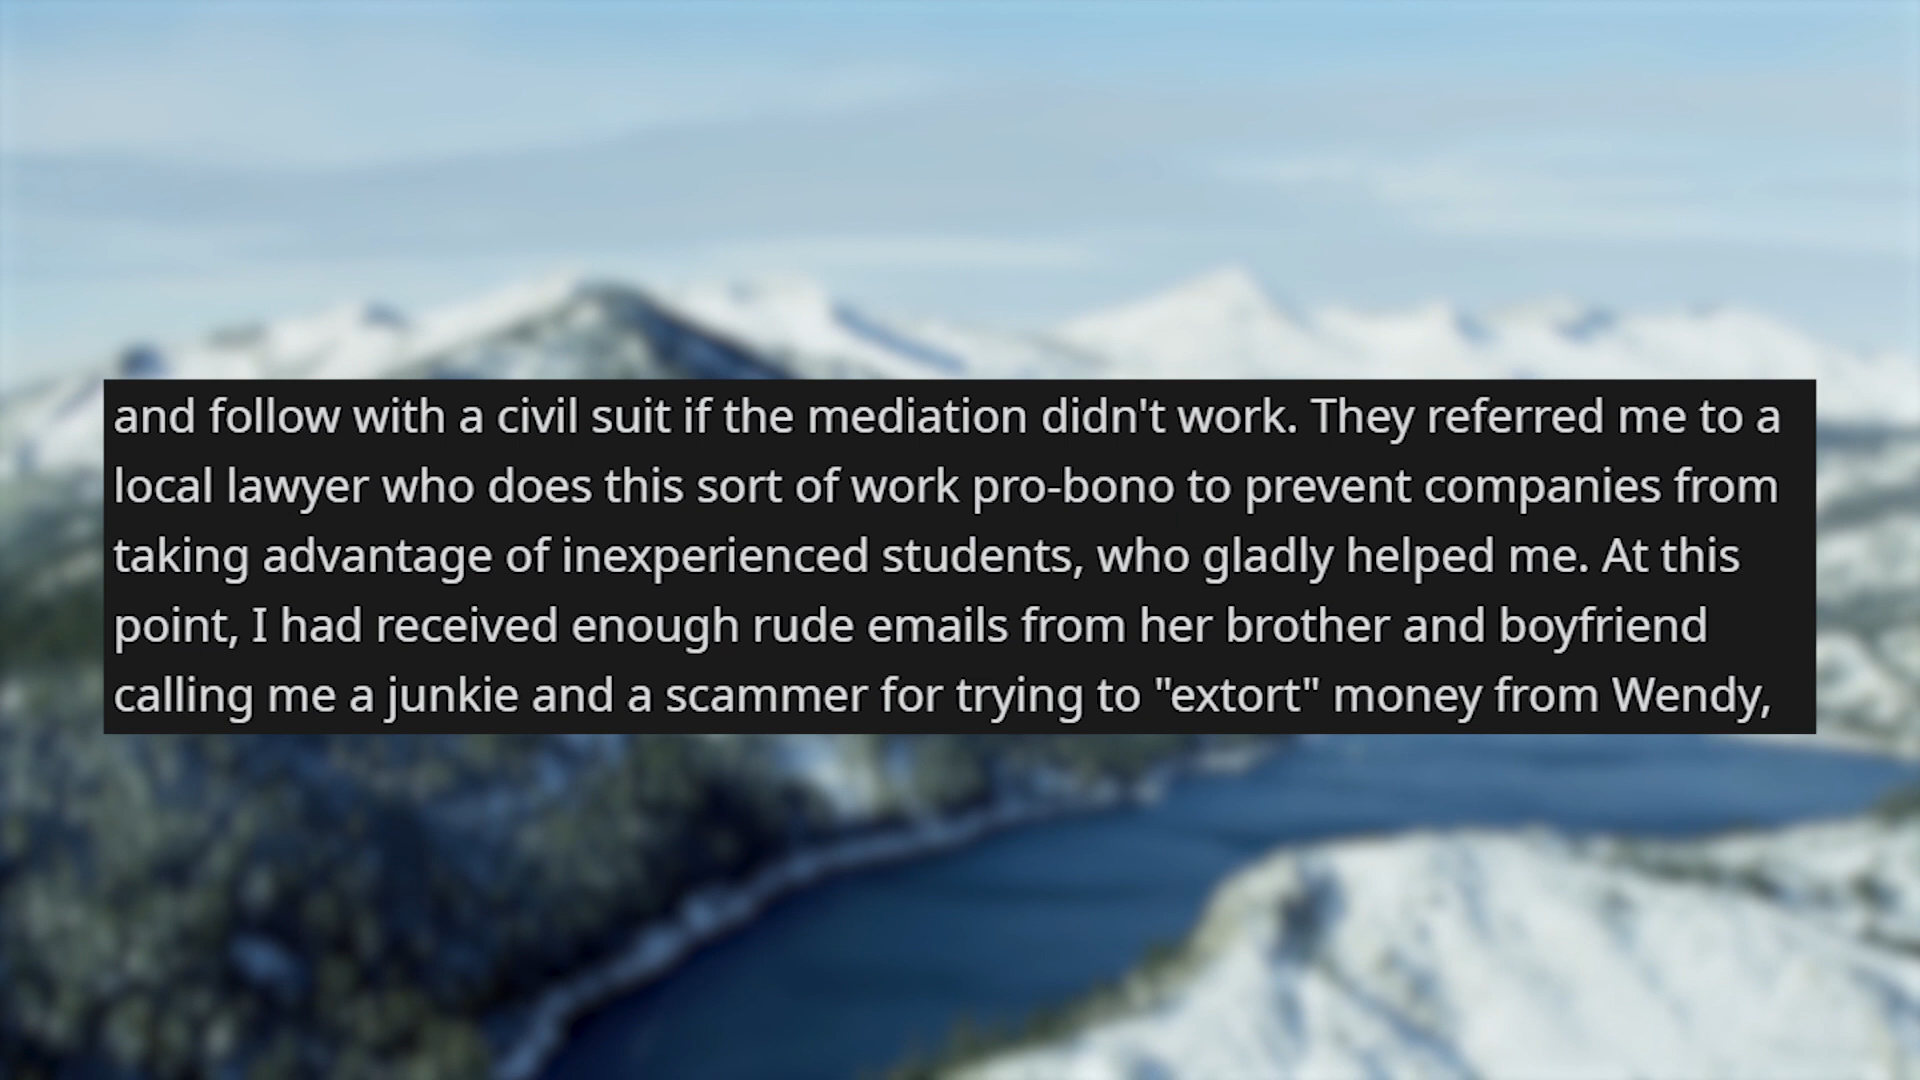 and follow with a civil suit if the mediation didn't work. They referred me to a
local lawyer who does this sort of work pro-bono to prevent companies from
taking advantage of inexperienced students, who gladly helped me. At this
point, I had received enough rude emails from her brother and boyfriend
calling me a junkie and a scammer for trying to "extort" money from Wendy,